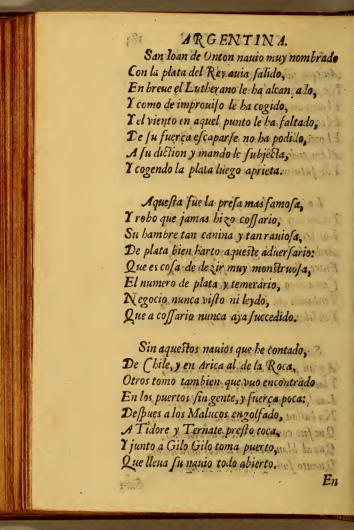 ARGENTINA.
San Ioan de Onton nauio muy nombrado
Con la plata del Rey auia salido,
En breue el Lutherano le ha alcançado,
Y como de improuiso le ha cogido,
Y el viento en aquel punto le ha faltado,
De su fuerça escaparse no ha podido,
A su diction y mando le subjecta,
Y cogendo la plata luego aprieta.
Aquesta fue la presa mas famosa,
Y robo que jamas hizo cossario,
Su hambre tan canina y tan rauiosa,
De plata bien harto aqueste aduersario:
Que es cosa de dezir muy monstruosa,
El numero de plata, y temerario,
Negocio nunca visto ni leydo,
Que a cossario nunca aya succedido.
Sin aquestos nauios que he contado,
De Chile, y en Arica al de la Roca,
Otros tomo tambien que vuo encontrado
En los puertos sin gente, y fuerça poca:
Despues a los Malucos engolfado,
A Tidore y Ternate presto toca,
Y junto a Gilo Gilo toma puerto,
Que lleua su nauio todo abierto.
En